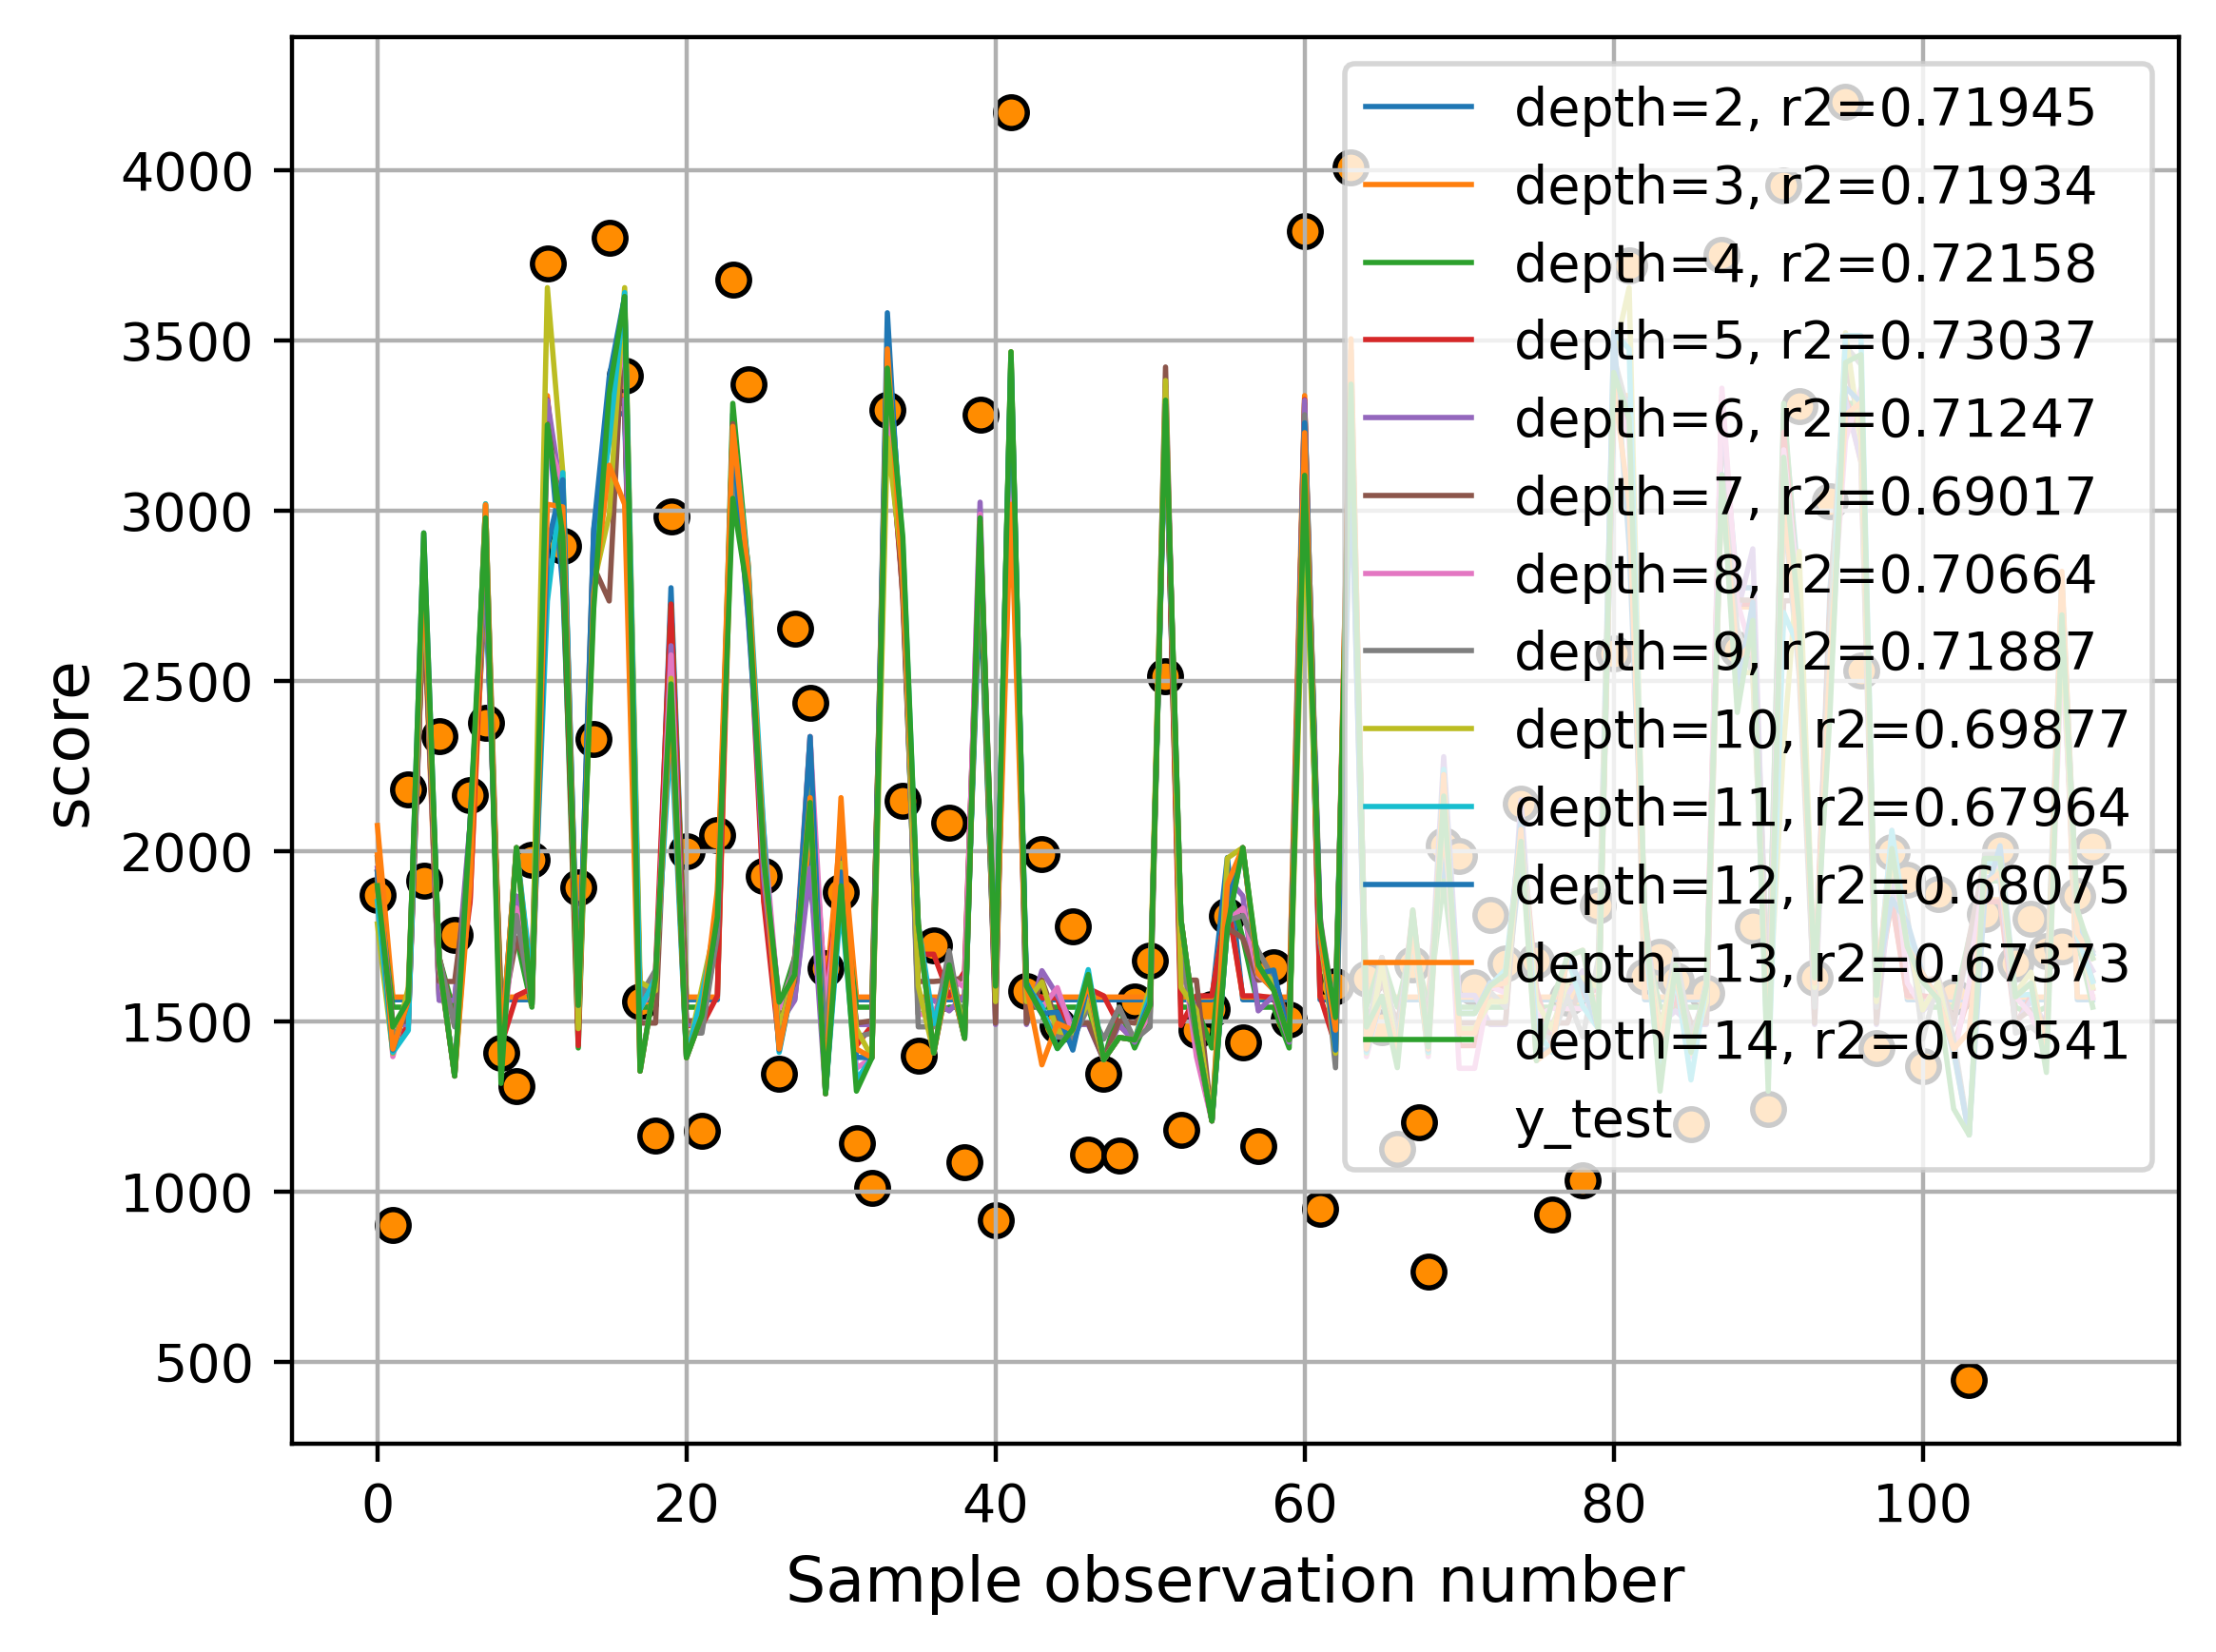 depth=2, r2=0.71945
depth=3, r2=0.71934
depth=4, r2=0.72158
depth=5, r2=0.73037
depth=6, r2=0.71247
depth=7, r2=0.69017
depth=8, r2=0.70664
depth=9, r2=0.71887
depth=10, r2=0.69877
depth=11, r2=0.67964
depth=12, r2=0.68075
depth=13, r2=0.67373
depth=14, r2=0.69541
y_test
4000
3500
3000
2500
2000
1500
1000
500
score
0 20 40 60 80 100
Sample observation number